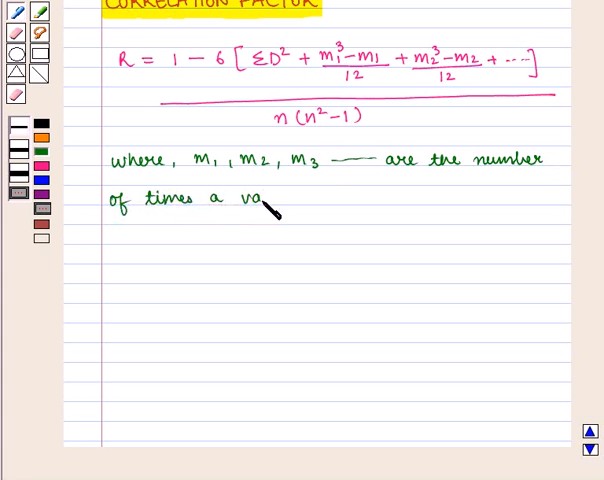 CORRELATION FACTOR
R = 1 - 6 [ ΣD² + m₁³-m₁/12 + m₂³-m₂/12 + ---- ]
n(n²-1)
where, m₁, m₂, m₃ —— are the number
of times a va